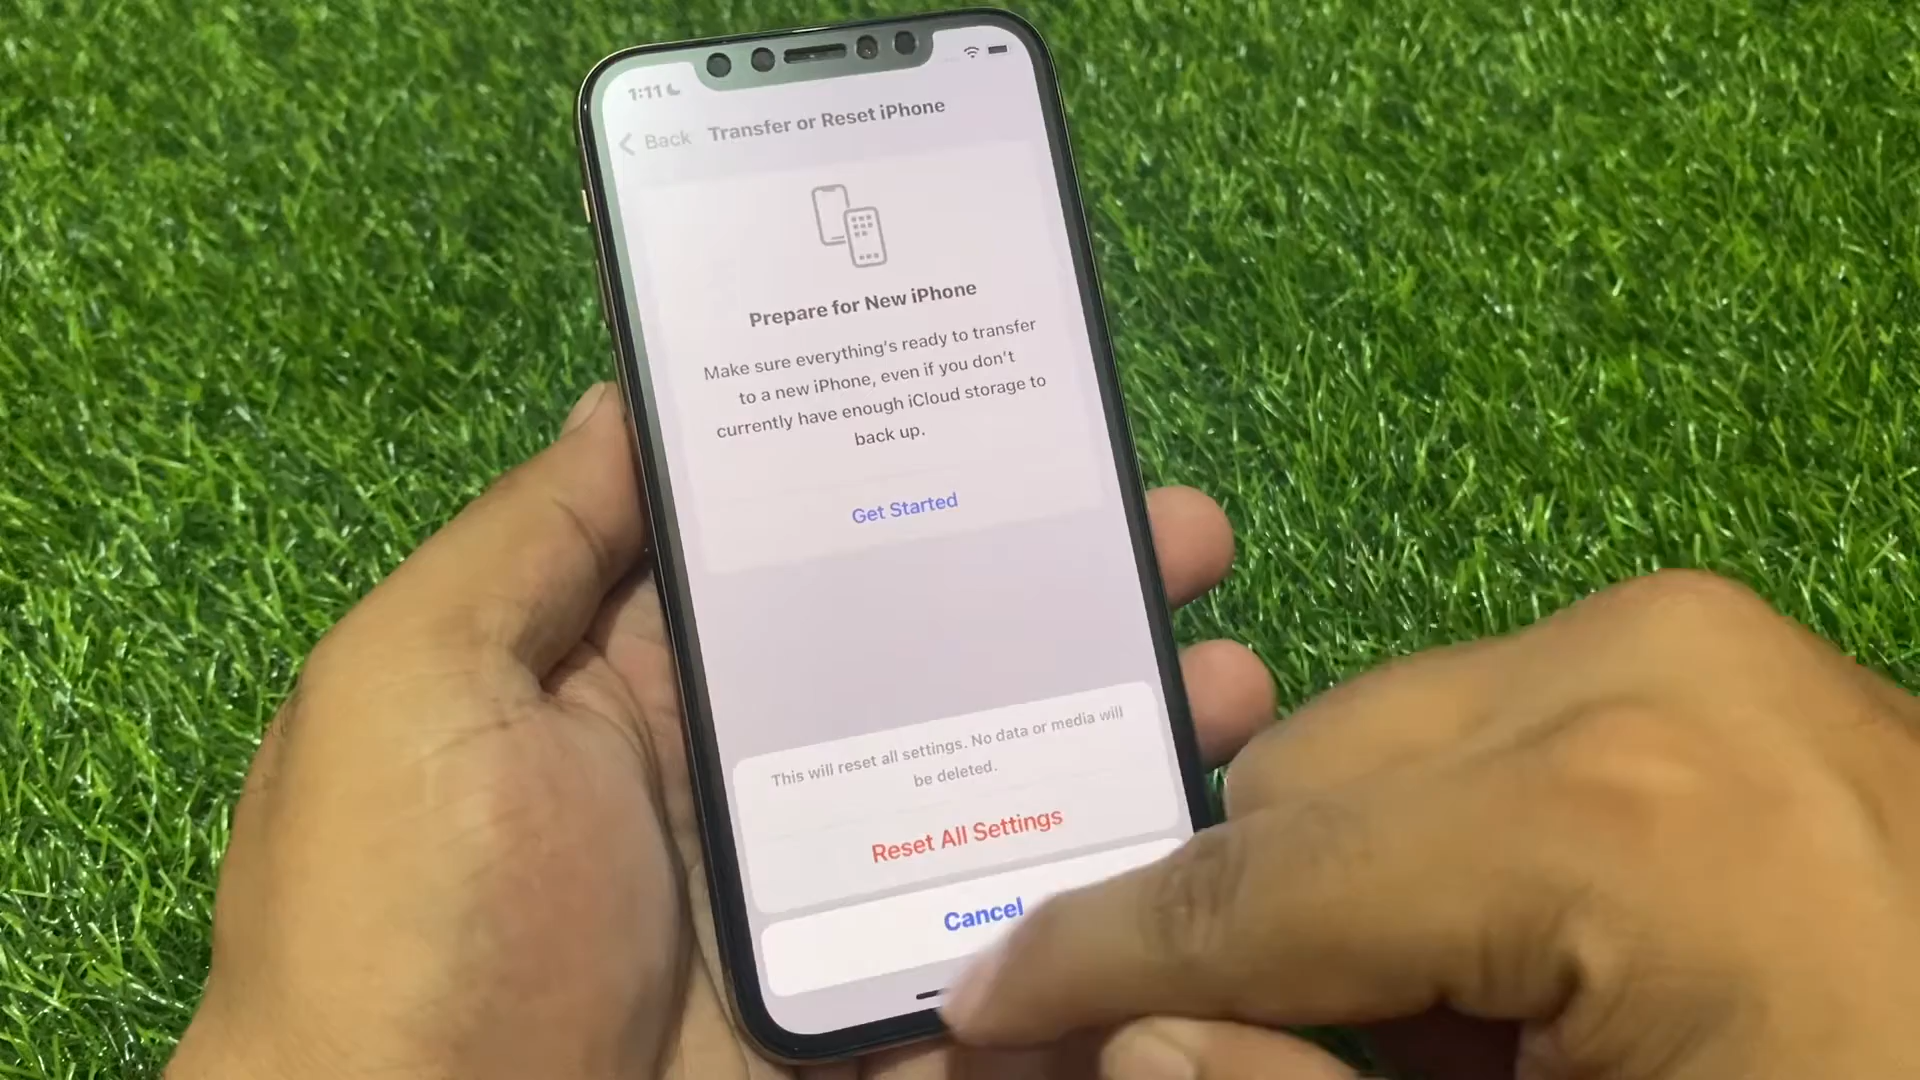 1:11
Back Transfer or Reset iPhone
Prepare for New iPhone
Make sure everything's ready to transfer
to a new iPhone, even if you don't
currently have enough iCloud storage to
back up.
Get Started
This will reset all settings. No data or media will
be deleted.
Reset All Settings
Cancel